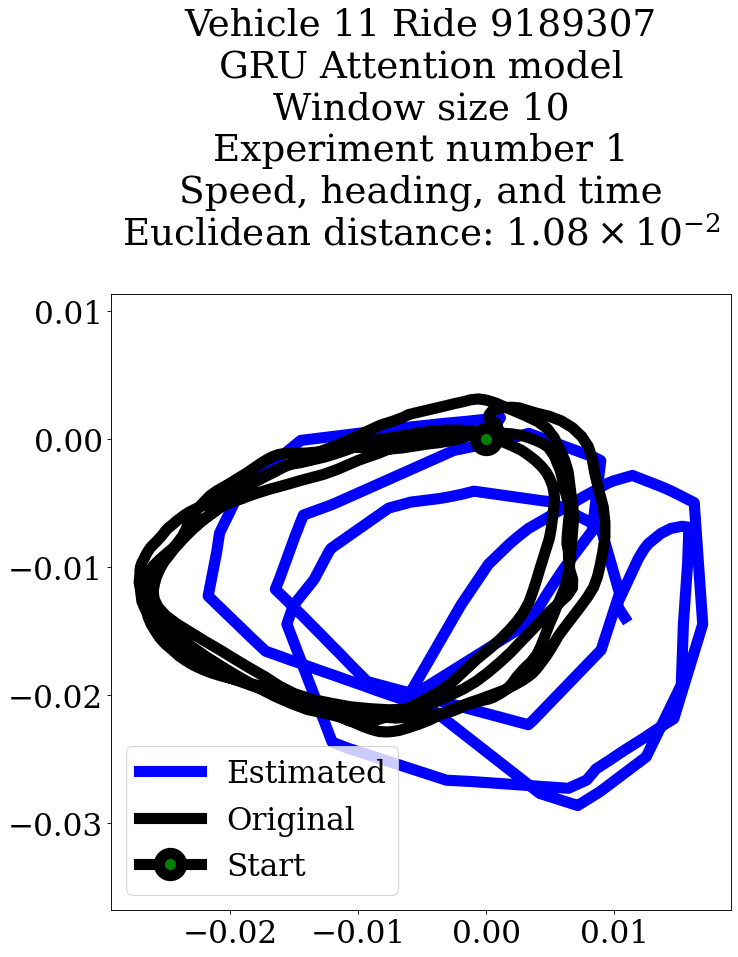 Vehicle 11 Ride 9189307
GRU Attention model
Window size 10
Experiment number 1
Speed, heading, and time
Euclidean distance: 1.08 × 10⁻²
0.01
0.00
−0.01
−0.02
−0.03
Estimated
Original
Start
−0.02 −0.01 0.00 0.01